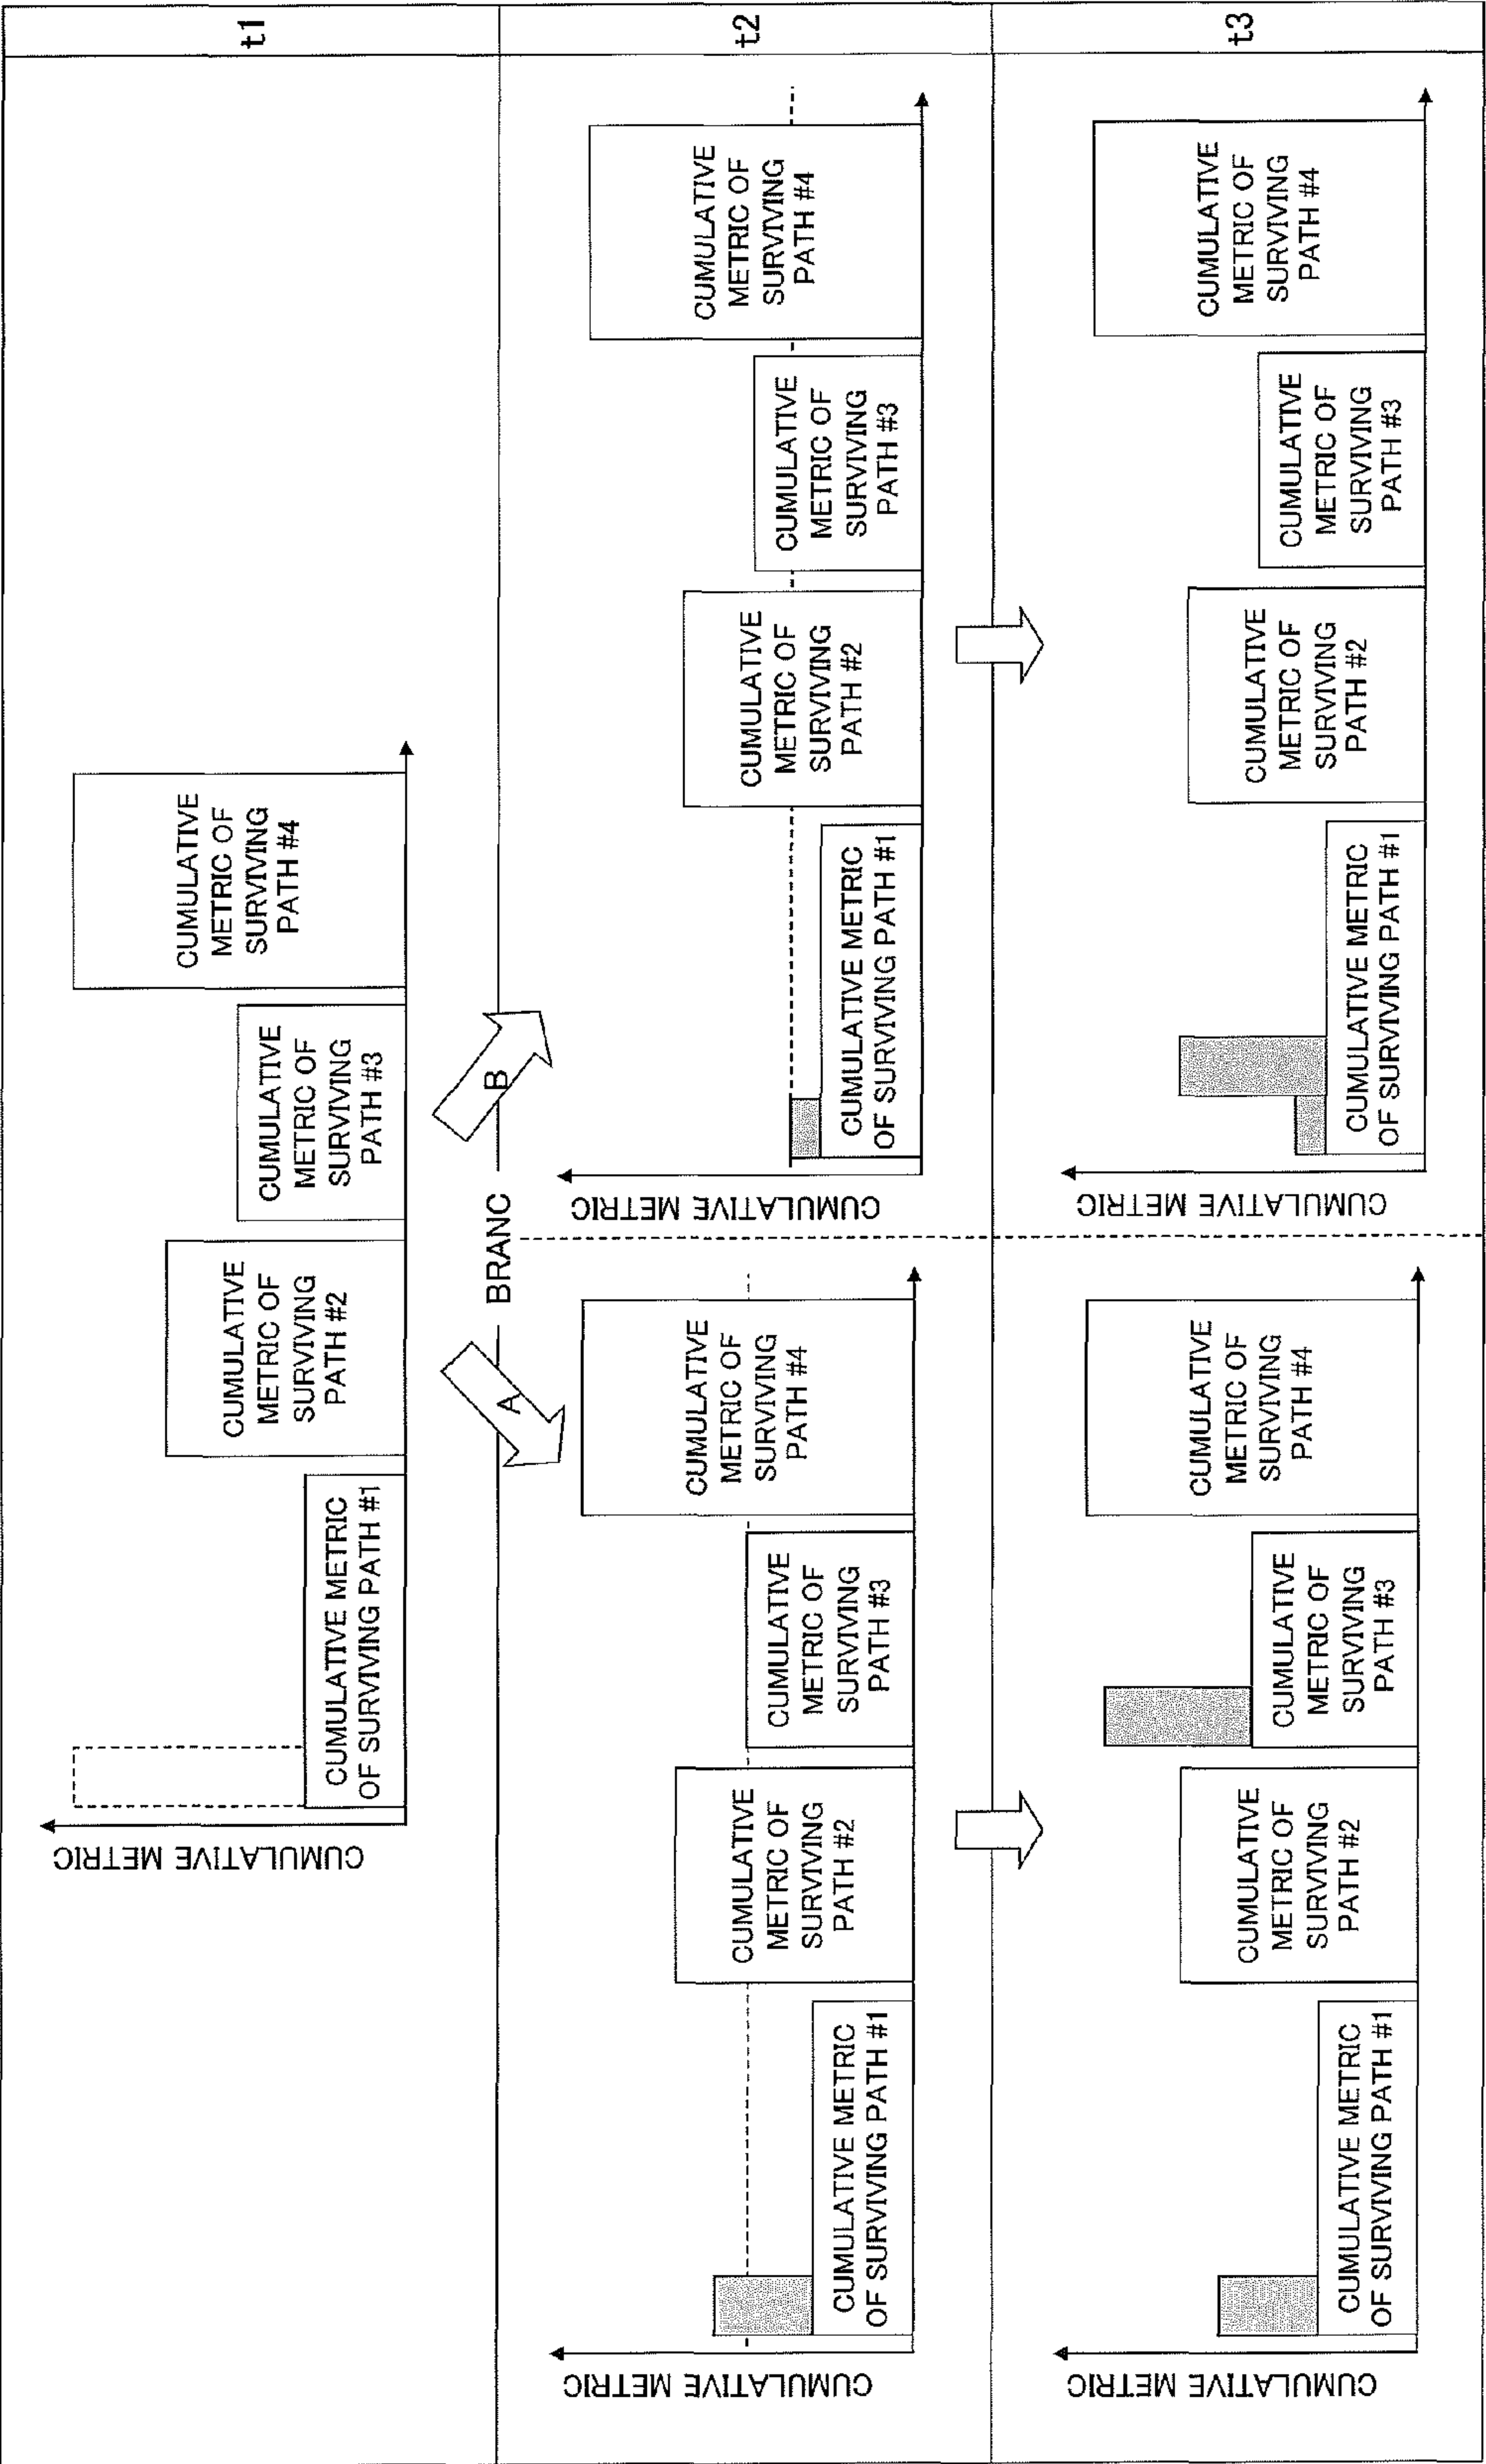 t1
CUMULATIVE METRIC
CUMULATIVE METRIC
OF SURVIVING PATH #1
CUMULATIVE
METRIC OF
SURVIVING
PATH #2
CUMULATIVE
METRIC OF
SURVIVING
PATH #3
CUMULATIVE
METRIC OF
SURVIVING
PATH #4
A
BRANC
B
t2
CUMULATIVE METRIC
CUMULATIVE METRIC
OF SURVIVING PATH #1
CUMULATIVE
METRIC OF
SURVIVING
PATH #2
CUMULATIVE
METRIC OF
SURVIVING
PATH #3
CUMULATIVE
METRIC OF
SURVIVING
PATH #4
CUMULATIVE METRIC
CUMULATIVE METRIC
OF SURVIVING PATH #1
CUMULATIVE
METRIC OF
SURVIVING
PATH #2
CUMULATIVE
METRIC OF
SURVIVING
PATH #3
CUMULATIVE
METRIC OF
SURVIVING
PATH #4
t3
CUMULATIVE METRIC
CUMULATIVE METRIC
OF SURVIVING PATH #1
CUMULATIVE
METRIC OF
SURVIVING
PATH #2
CUMULATIVE
METRIC OF
SURVIVING
PATH #3
CUMULATIVE
METRIC OF
SURVIVING
PATH #4
CUMULATIVE METRIC
CUMULATIVE METRIC
OF SURVIVING PATH #1
CUMULATIVE
METRIC OF
SURVIVING
PATH #2
CUMULATIVE
METRIC OF
SURVIVING
PATH #3
CUMULATIVE
METRIC OF
SURVIVING
PATH #4